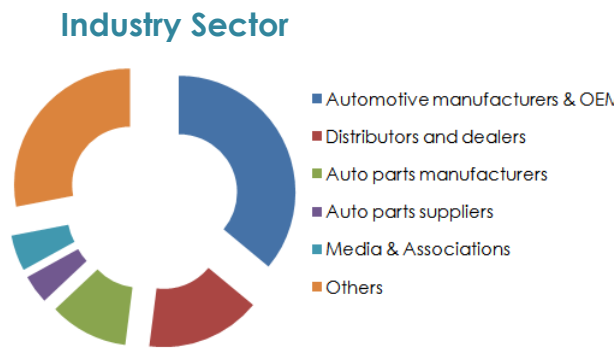 Industry Sector
Automotive manufacturers & OEM
Distributors and dealers
Auto parts manufacturers
Auto parts suppliers
Media & Associations
Others